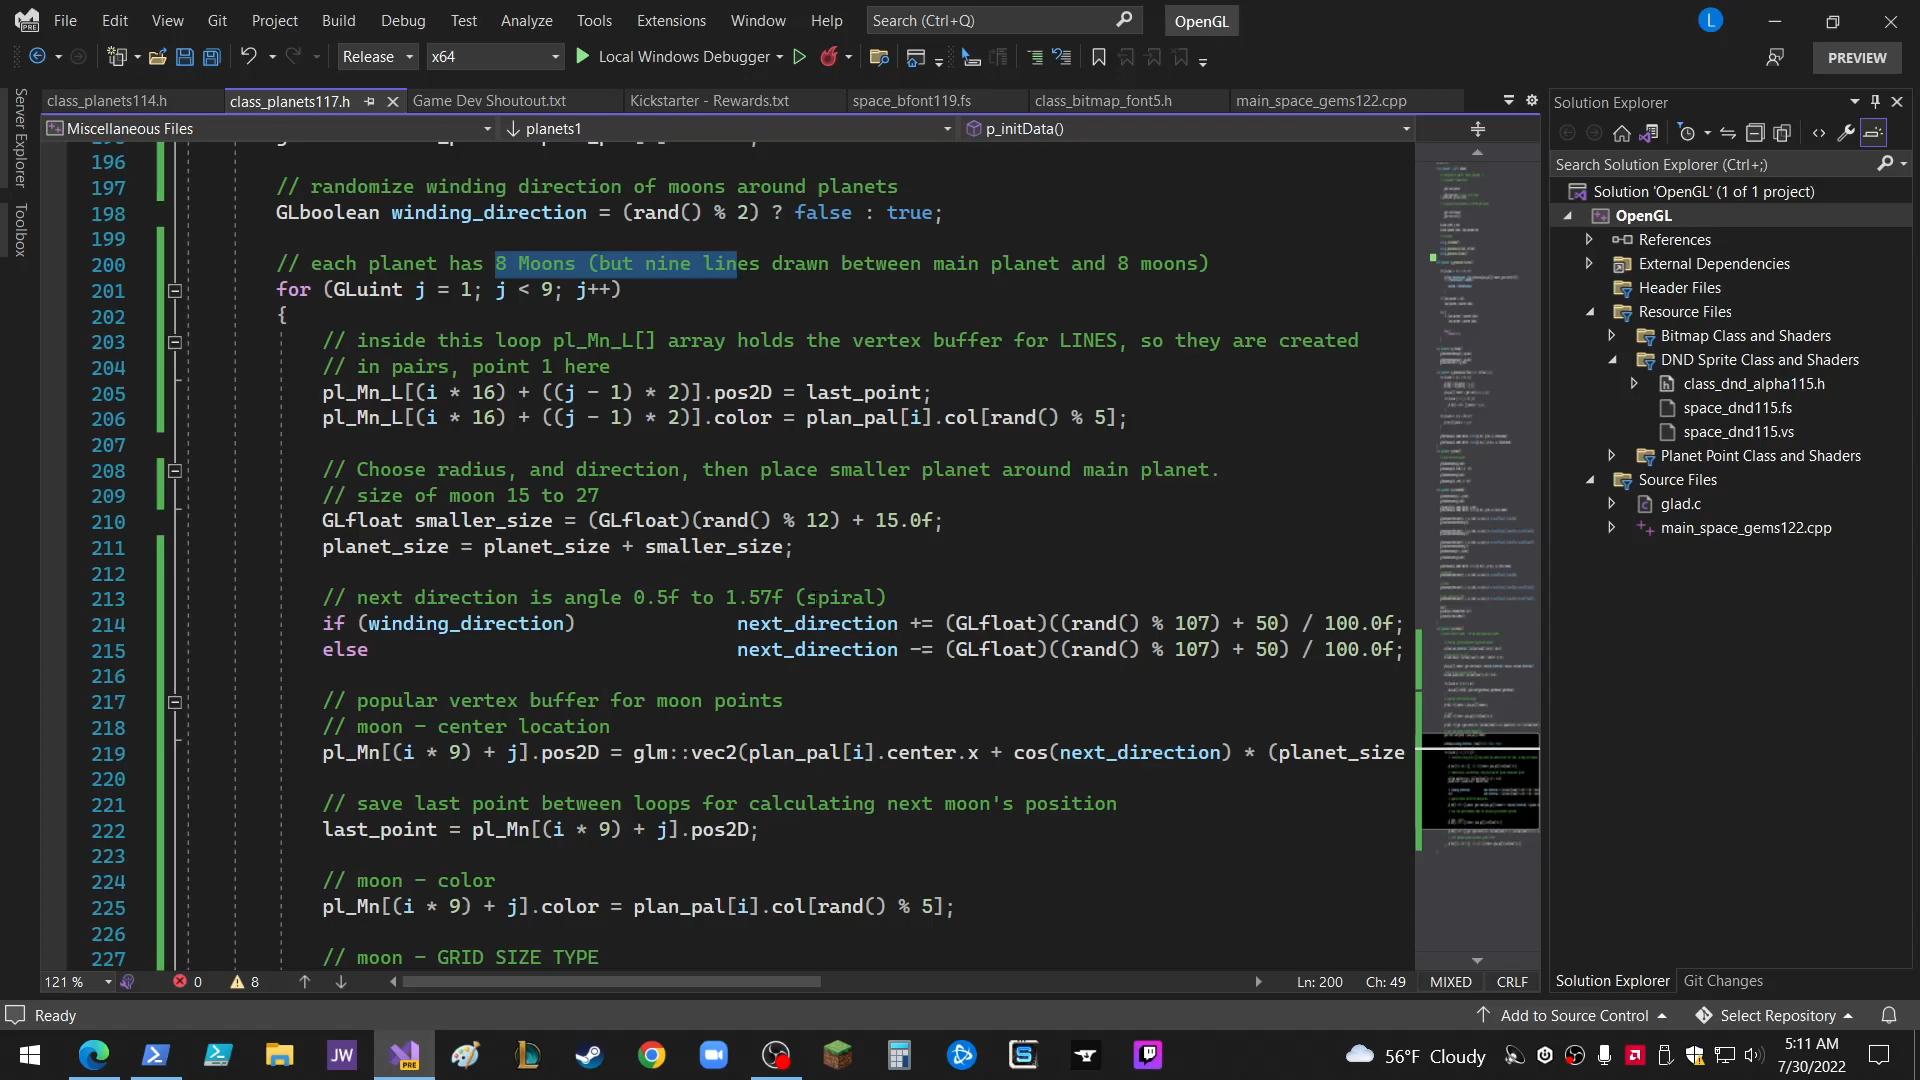 File Edit View Git Project Build Debug Test Analyze Tools Extensions Window Help Search (Ctrl+Q) OpenGL L
Release x64 Local Windows Debugger PREVIEW
class_planets114.h class_planets117.h Game Dev Shoutout.txt Kickstarter - Rewards.txt space_bfont119.fs class_bitmap_font5.h main_space_gems122.cpp
Miscellaneous Files planets1 p_initData()
196
197 // randomize winding direction of moons around planets
198 GLboolean winding_direction = (rand() % 2) ? false : true;
199
200 // each planet has 8 Moons (but nine lines drawn between main planet and 8 moons)
201 for (GLuint j = 1; j < 9; j++)
202 {
203 // inside this loop pl_Mn_L[] array holds the vertex buffer for LINES, so they are created
204 // in pairs, point 1 here
205 pl_Mn_L[(i * 16) + ((j - 1) * 2)].pos2D = last_point;
206 pl_Mn_L[(i * 16) + ((j - 1) * 2)].color = plan_pal[i].col[rand() % 5];
207
208 // Choose radius, and direction, then place smaller planet around main planet.
209 // size of moon 15 to 27
210 GLfloat smaller_size = (GLfloat)(rand() % 12) + 15.0f;
211 planet_size = planet_size + smaller_size;
212
213 // next direction is angle 0.5f to 1.57f (spiral)
214 if (winding_direction) next_direction += (GLfloat)((rand() % 107) + 50) / 100.0f;
215 else next_direction -= (GLfloat)((rand() % 107) + 50) / 100.0f;
216
217 // popular vertex buffer for moon points
218 // moon - center location
219 pl_Mn[(i * 9) + j].pos2D = glm::vec2(plan_pal[i].center.x + cos(next_direction) * (planet_size
220
221 // save last point between loops for calculating next moon's position
222 last_point = pl_Mn[(i * 9) + j].pos2D;
223
224 // moon - color
225 pl_Mn[(i * 9) + j].color = plan_pal[i].col[rand() % 5];
226
227 // moon - GRID SIZE TYPE
121 % 0 8 Ln: 200 Ch: 49 MIXED CRLF
Server Explorer
Toolbox
Solution Explorer
Search Solution Explorer (Ctrl+;)
Solution 'OpenGL' (1 of 1 project)
OpenGL
References
External Dependencies
Header Files
Resource Files
Bitmap Class and Shaders
DND Sprite Class and Shaders
class_dnd_alpha115.h
space_dnd115.fs
space_dnd115.vs
Planet Point Class and Shaders
Source Files
glad.c
main_space_gems122.cpp
Solution Explorer Git Changes
Ready Add to Source Control Select Repository
JW PRE 56°F Cloudy 5:11 AM
7/30/2022